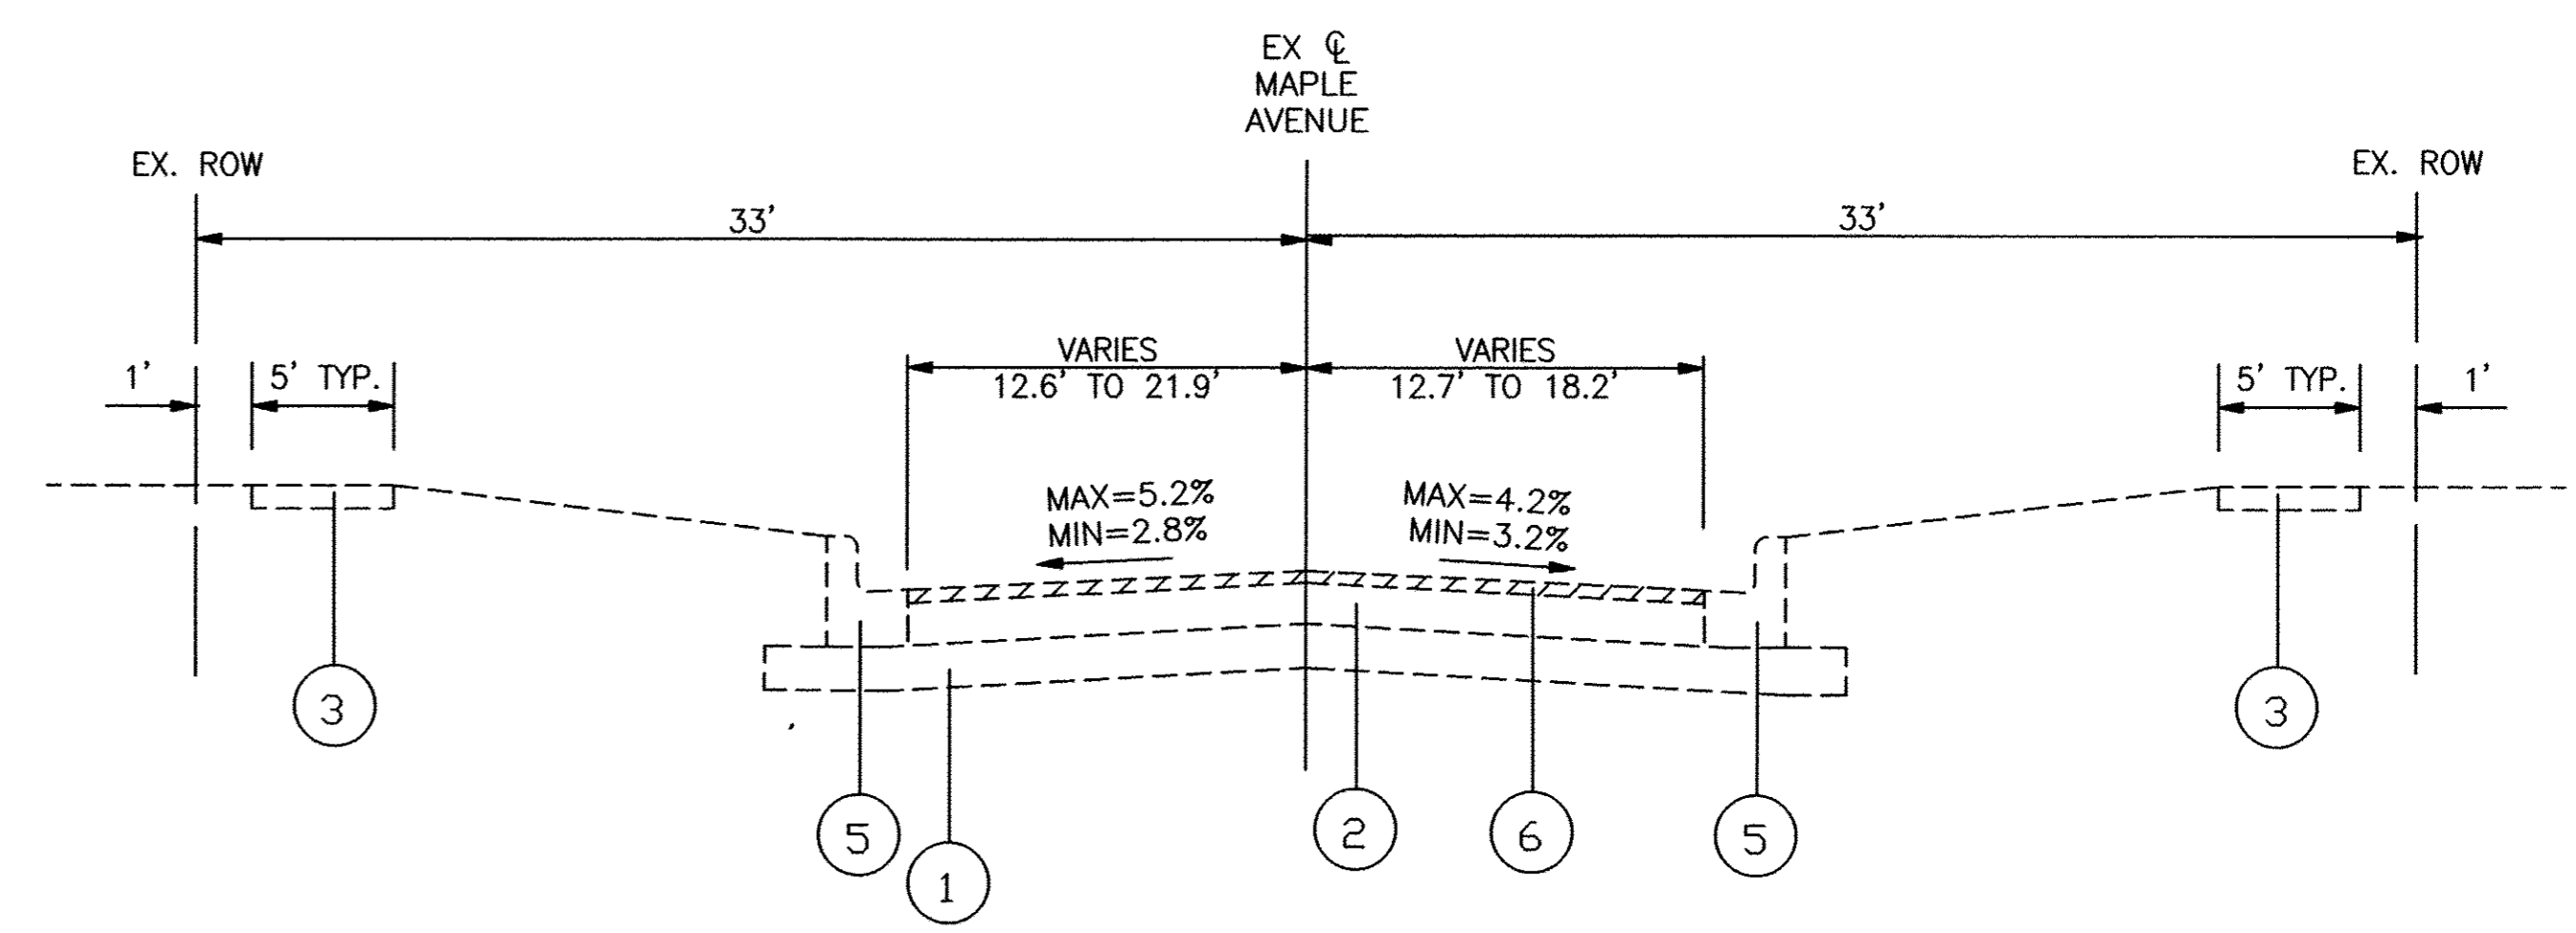 EX ℄
MAPLE
AVENUE
EX. ROW
EX. ROW
33'
33'
VARIES
12.6' TO 21.9'
VARIES
12.7' TO 18.2'
1'
5' TYP.
5' TYP.
1'
MAX=5.2%
MIN=2.8%
MAX=4.2%
MIN=3.2%
3
3
5
1
2
6
5